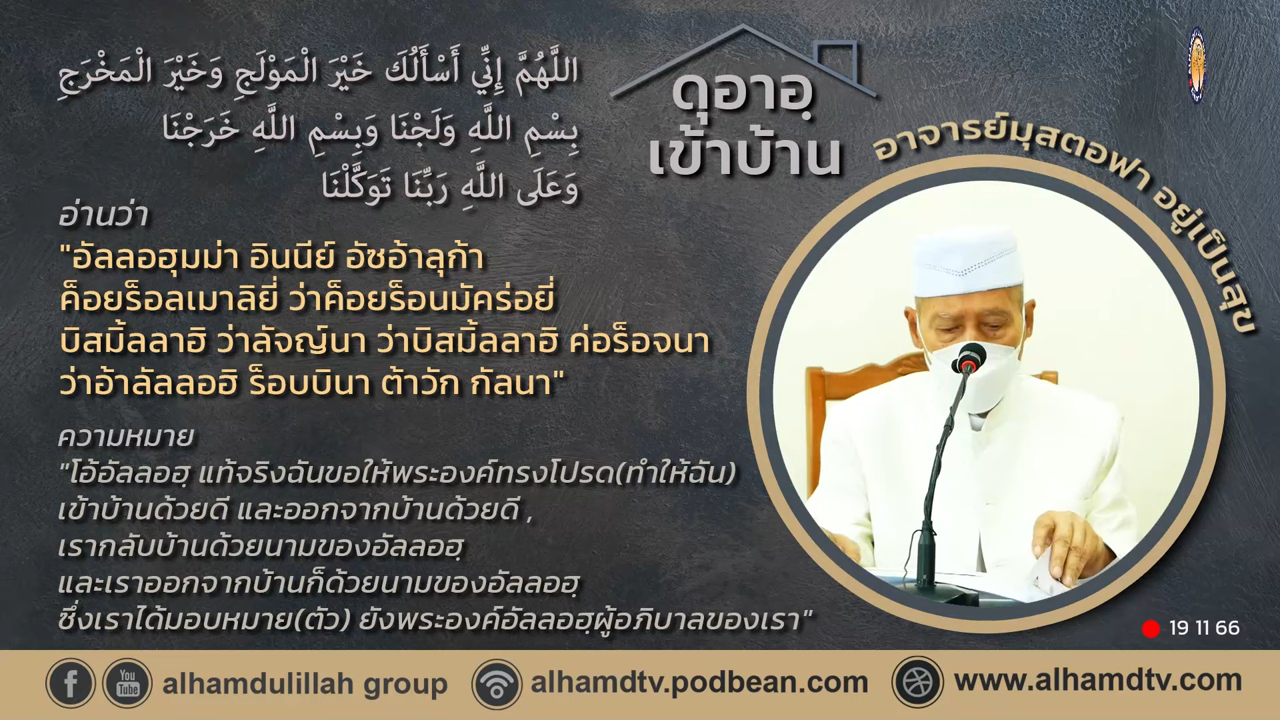 اللَّهُمَّ إِنِّي أَسْأَلُكَ خَيْرَ الْمَوْلَجِ وَخَيْرَ الْمَخْرَجِ
بِسْمِ اللَّهِ وَلَجْنَا وَبِسْمِ اللَّهِ خَرَجْنَا
وَعَلَى اللَّهِ رَبِّنَا تَوَكَّلْنَا
ดุอาอฺ
เข้าบ้าน
อาจารย์มุสตอฟา อยู่เป็นสุข
อ่านว่า
"อัลลอฮุมม่า อินนีย์ อัซอ้าลุก้า
ค็อยร็อลเมาลิยี่ ว่าค็อยร็อนมัคร่อยี่
บิสมิ้ลลาฮิ ว่าลัจญ์นา ว่าบิสมิ้ลลาฮิ ค่อร็อจนา
ว่าอ้าลัลลอฮิ ร็อบบินา ต้าวัก กัลนา"
ความหมาย
"โอ้อัลลอฮฺ แท้จริงฉันขอให้พระองค์ทรงโปรด(ทำให้ฉัน)
เข้าบ้านด้วยดี และออกจากบ้านด้วยดี ,
เรากลับบ้านด้วยนามของอัลลอฮฺ
และเราออกจากบ้านก็ด้วยนามของอัลลอฮฺ
ซึ่งเราได้มอบหมาย(ตัว) ยังพระองค์อัลลอฮฺผู้อภิบาลของเรา"
19 11 66
You
Tube
alhamdulillah group
alhamdtv.podbean.com
www.alhamdtv.com